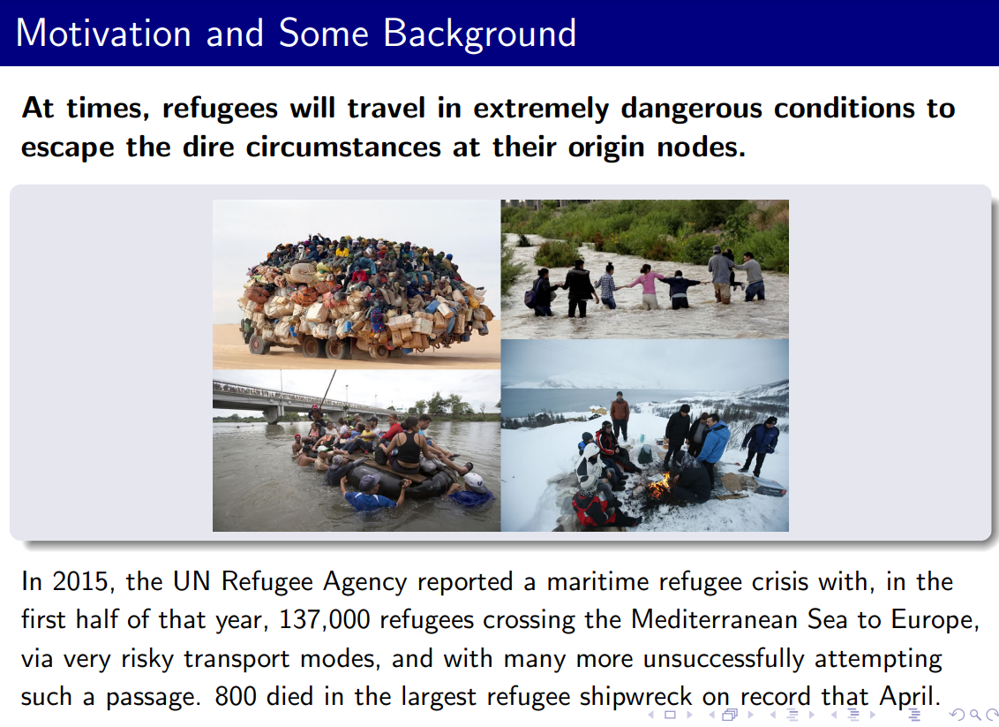 Motivation and Some Background
At times, refugees will travel in extremely dangerous conditions to
escape the dire circumstances at their origin nodes.
In 2015, the UN Refugee Agency reported a maritime refugee crisis with, in the
first half of that year, 137,000 refugees crossing the Mediterranean Sea to Europe,
via very risky transport modes, and with many more unsuccessfully attempting
such a passage. 800 died in the largest refugee shipwreck on record that April.